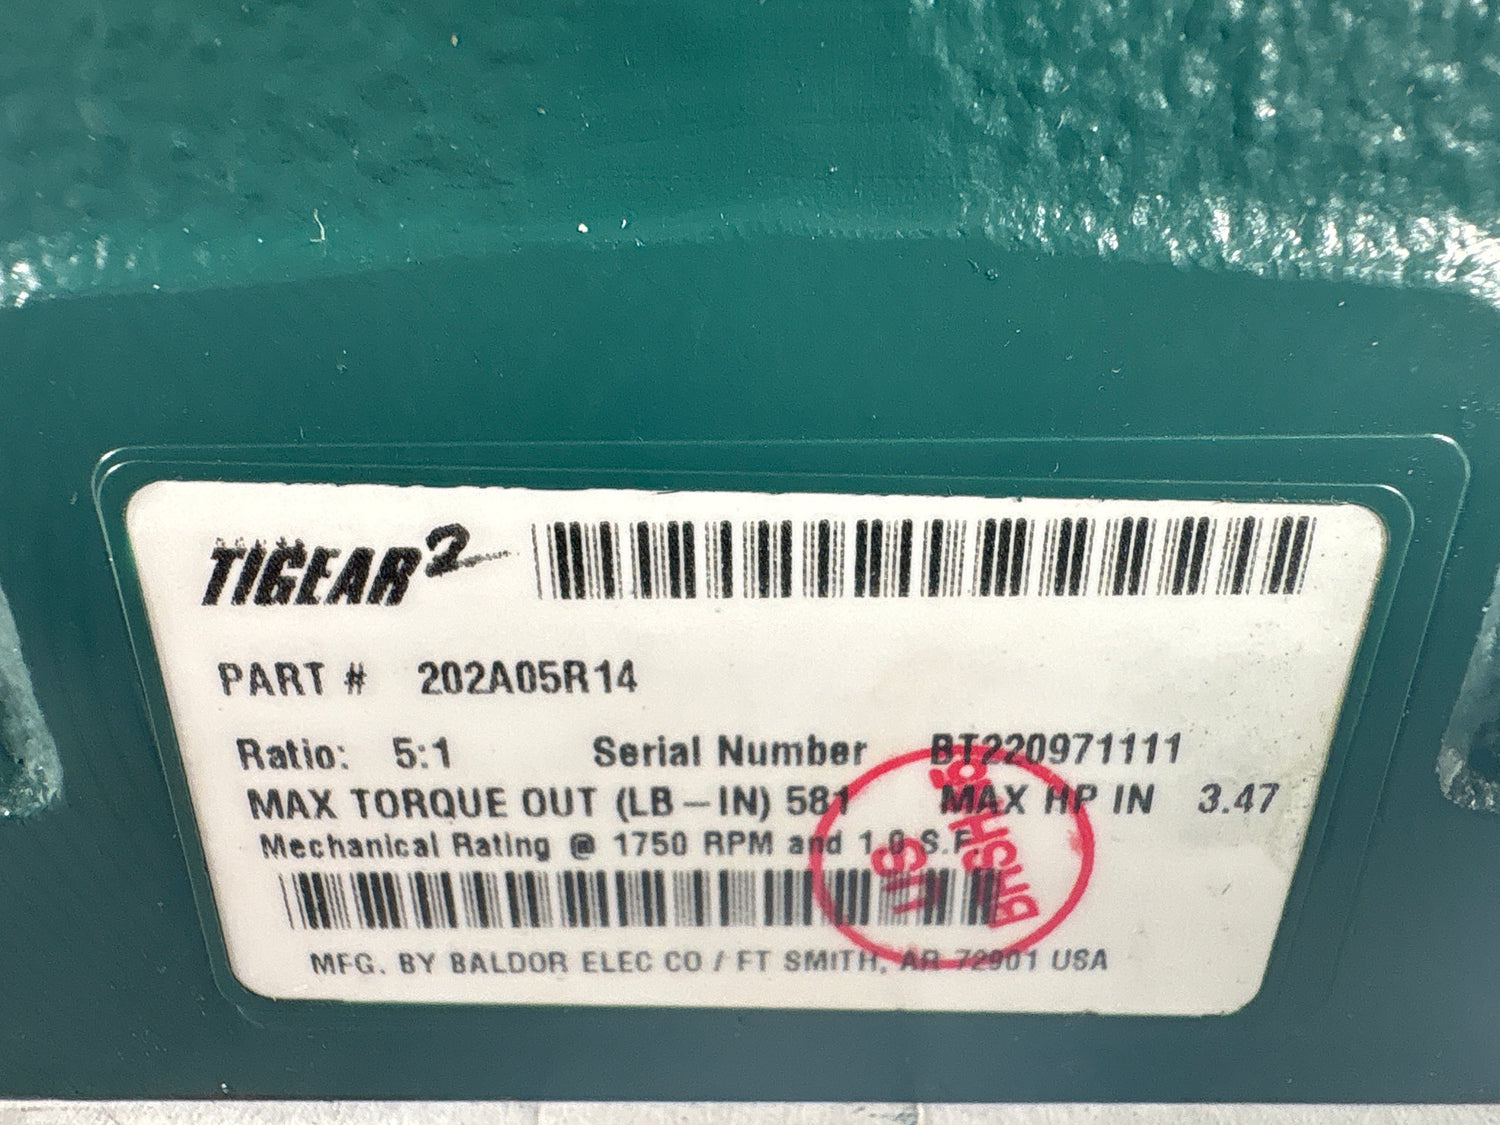 TIGEAR2
PART # 202A05R14
Ratio: 5:1 Serial Number BT220971111
MAX TORQUE OUT (LB-IN) 581 MAX HP IN 3.47
Mechanical Rating @ 1750 RPM and 1.0 S.F.
MFG. BY BALDOR ELEC CO / FT SMITH, AR 72901 USA